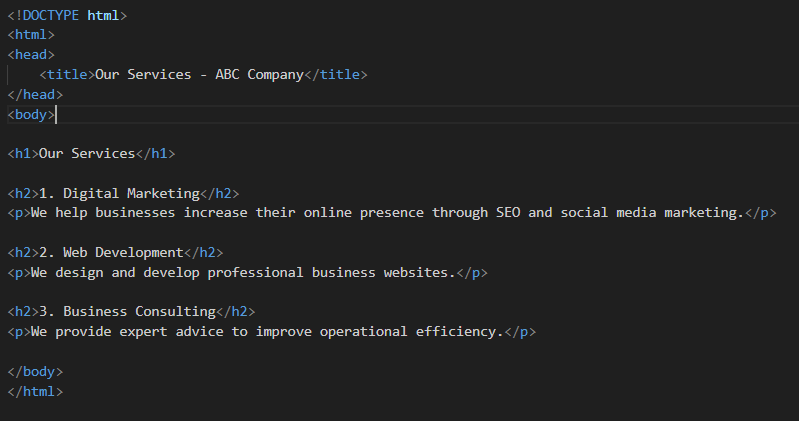 <!DOCTYPE html>
<html>
<head>
    <title>Our Services - ABC Company</title>
</head>
<body>

<h1>Our Services</h1>

<h2>1. Digital Marketing</h2>
<p>We help businesses increase their online presence through SEO and social media marketing.</p>

<h2>2. Web Development</h2>
<p>We design and develop professional business websites.</p>

<h2>3. Business Consulting</h2>
<p>We provide expert advice to improve operational efficiency.</p>

</body>
</html>